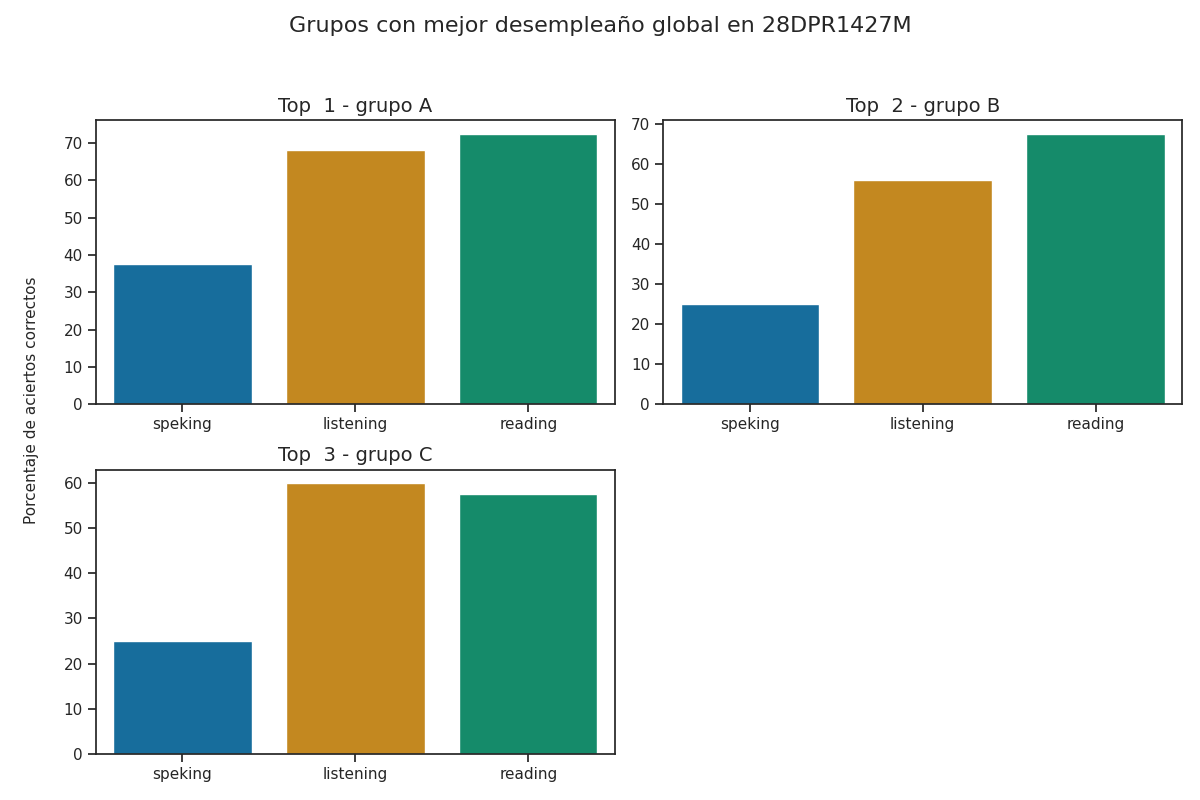 Grupos con mejor desempleaño global en 28DPR1427M
Porcentaje de aciertos correctos
Top  1 - grupo A
70
60
50
40
30
20
10
0
speking
listening
reading
Top  2 - grupo B
70
60
50
40
30
20
10
0
speking
listening
reading
Top  3 - grupo C
60
50
40
30
20
10
0
speking
listening
reading